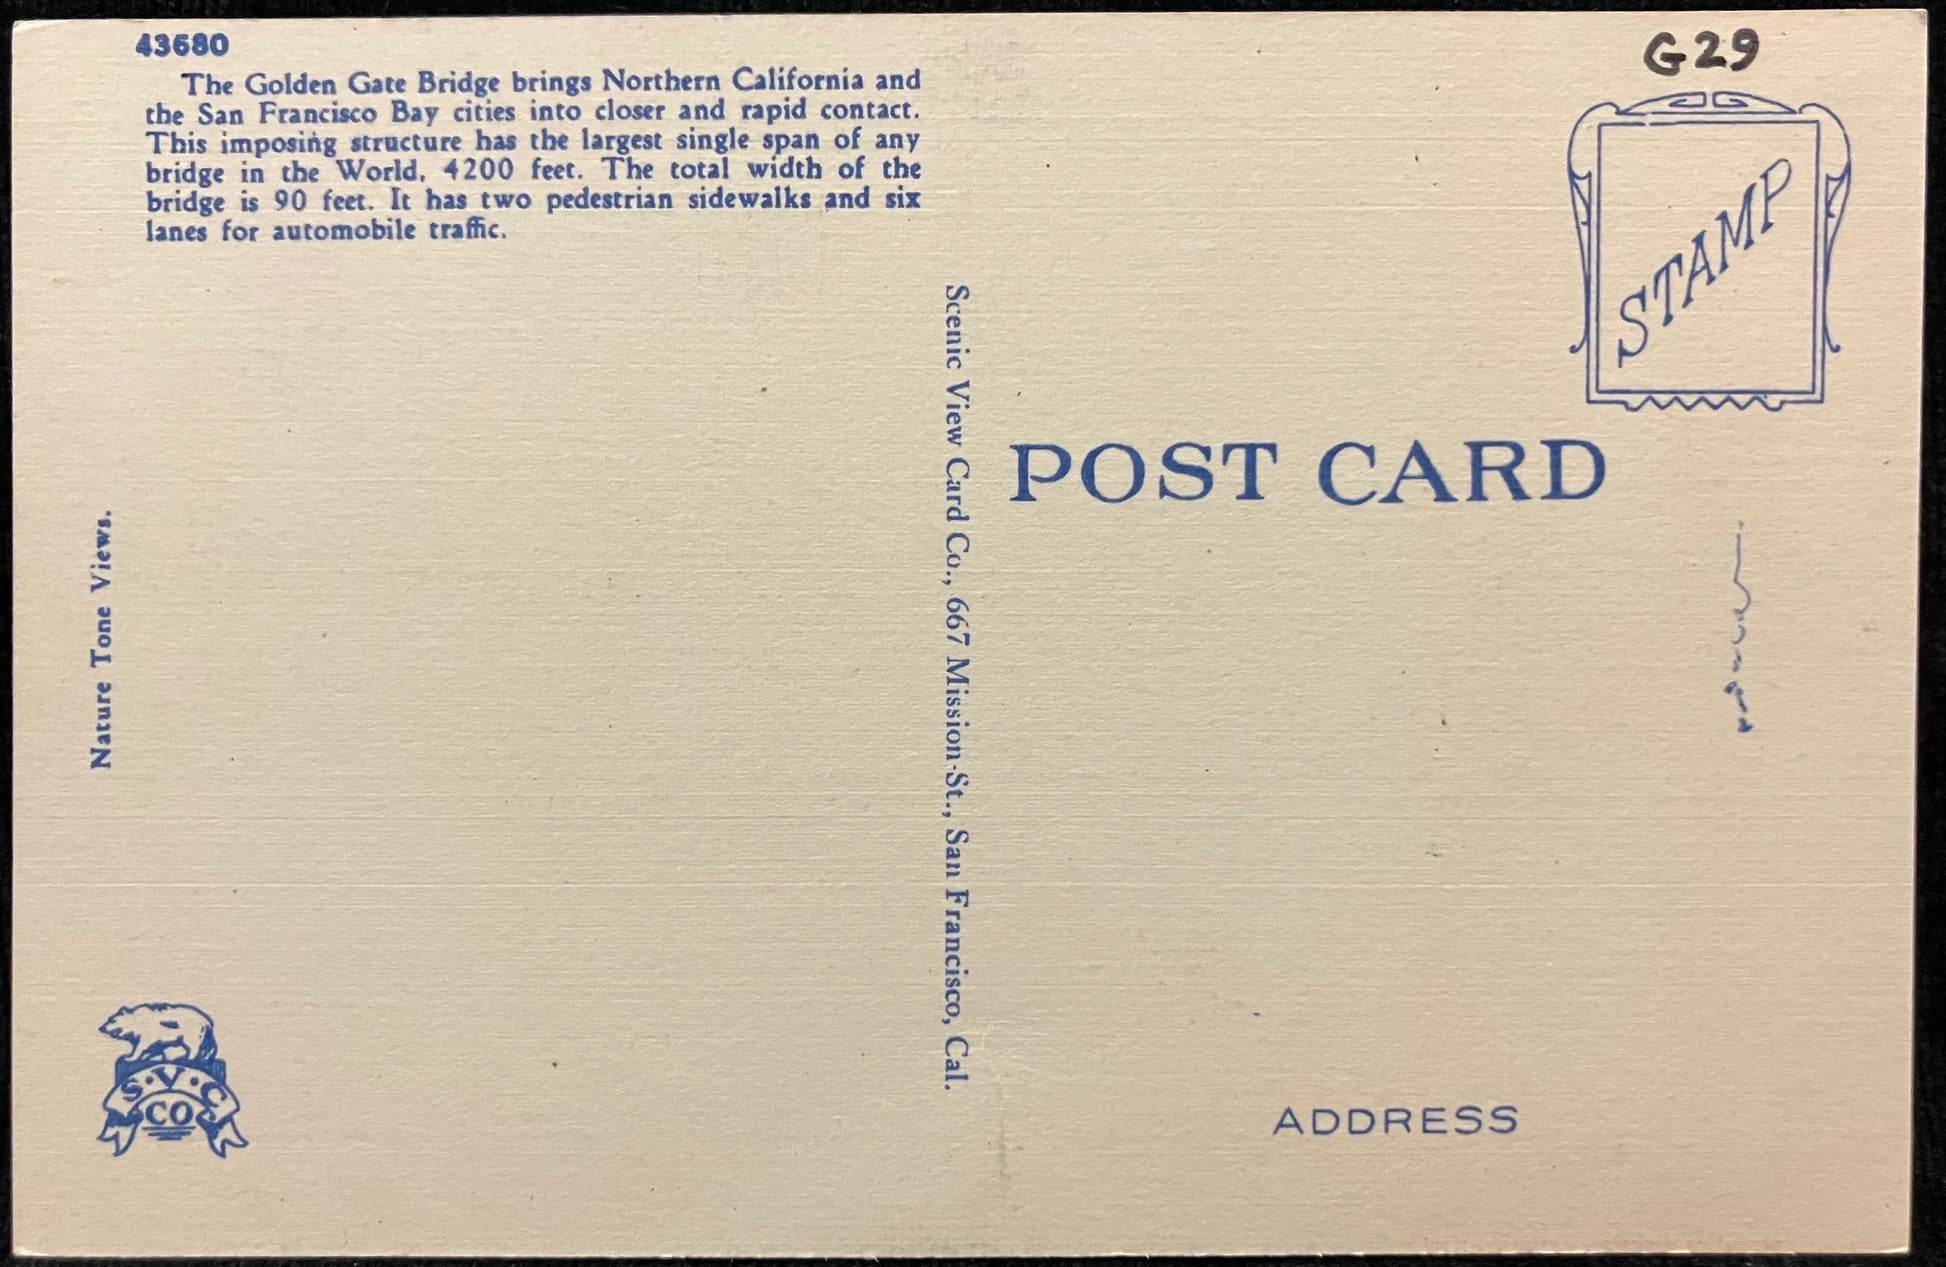 43680
The Golden Gate Bridge brings Northern California and
the San Francisco Bay cities into closer and rapid contact.
This imposing structure has the largest single span of any
bridge in the World, 4200 feet. The total width of the
bridge is 90 feet. It has two pedestrian sidewalks and six
lanes for automobile traffic.
G29
STAMP
POST CARD
Scenic View Card Co., 667 Mission St., San Francisco, Cal.
Nature Tone Views.
S·V·C
CO
ADDRESS